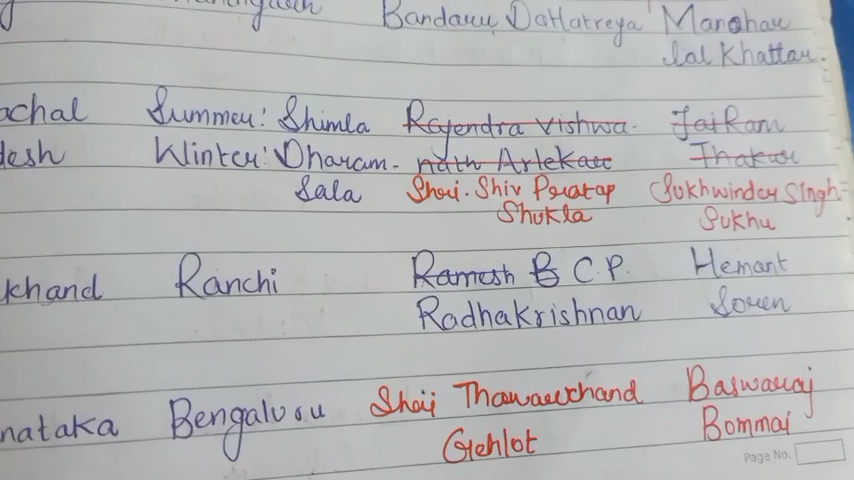 Bandaru Dattatreya Manohar
lal Khattar.
achal Summer: Shimla Rajendra Vishwa- JaiRam
desh Winter: Dharam- nath Arlekar Thakur
Sala Shri. Shiv Pratap Sukhwinder Singh
Shukla Sukhu
khand Ranchi Ramesh B C.P. Hemant
Radhakrishnan Soren
nataka Bengaluru Shri Thawarchand Baswaraj
Gehlot Bommai
Page No.